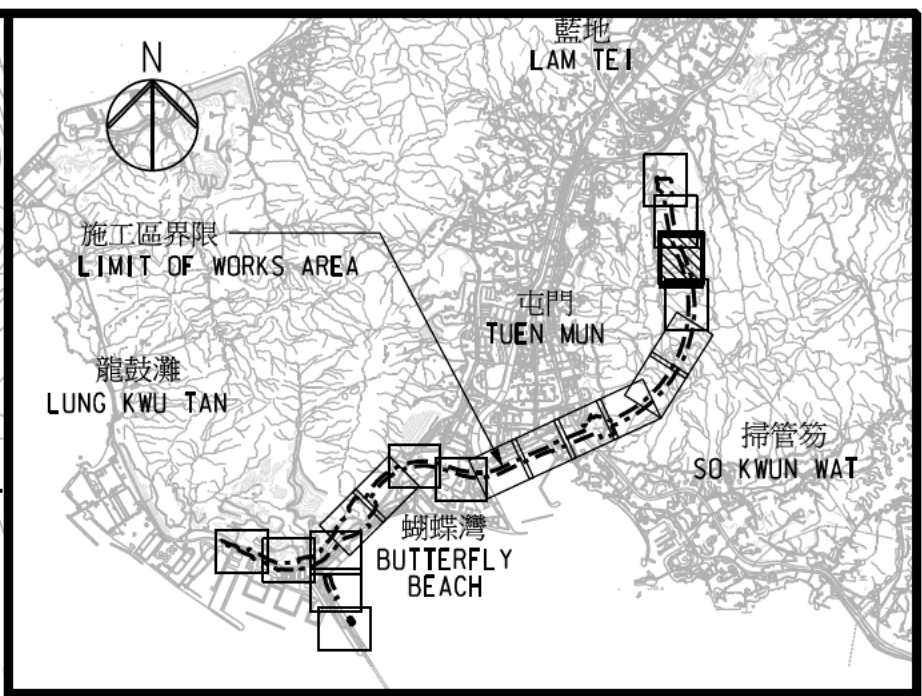 藍地
LAM TEI
N
施工區界限
LIMIT OF WORKS AREA
屯門
TUEN MUN
龍鼓灘
LUNG KWU TAN
掃管笏
SO KWUN WAT
蝴蝶灣
BUTTERFLY
BEACH